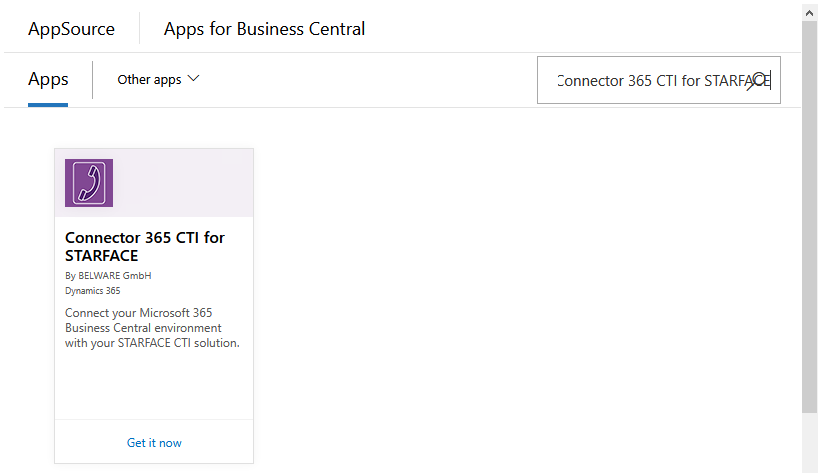 AppSource Apps for Business Central
Apps Other apps Connector 365 CTI for STARFACE
Connector 365 CTI for
STARFACE
By BELWARE GmbH
Dynamics 365
Connect your Microsoft 365
Business Central environment
with your STARFACE CTI solution.
Get it now